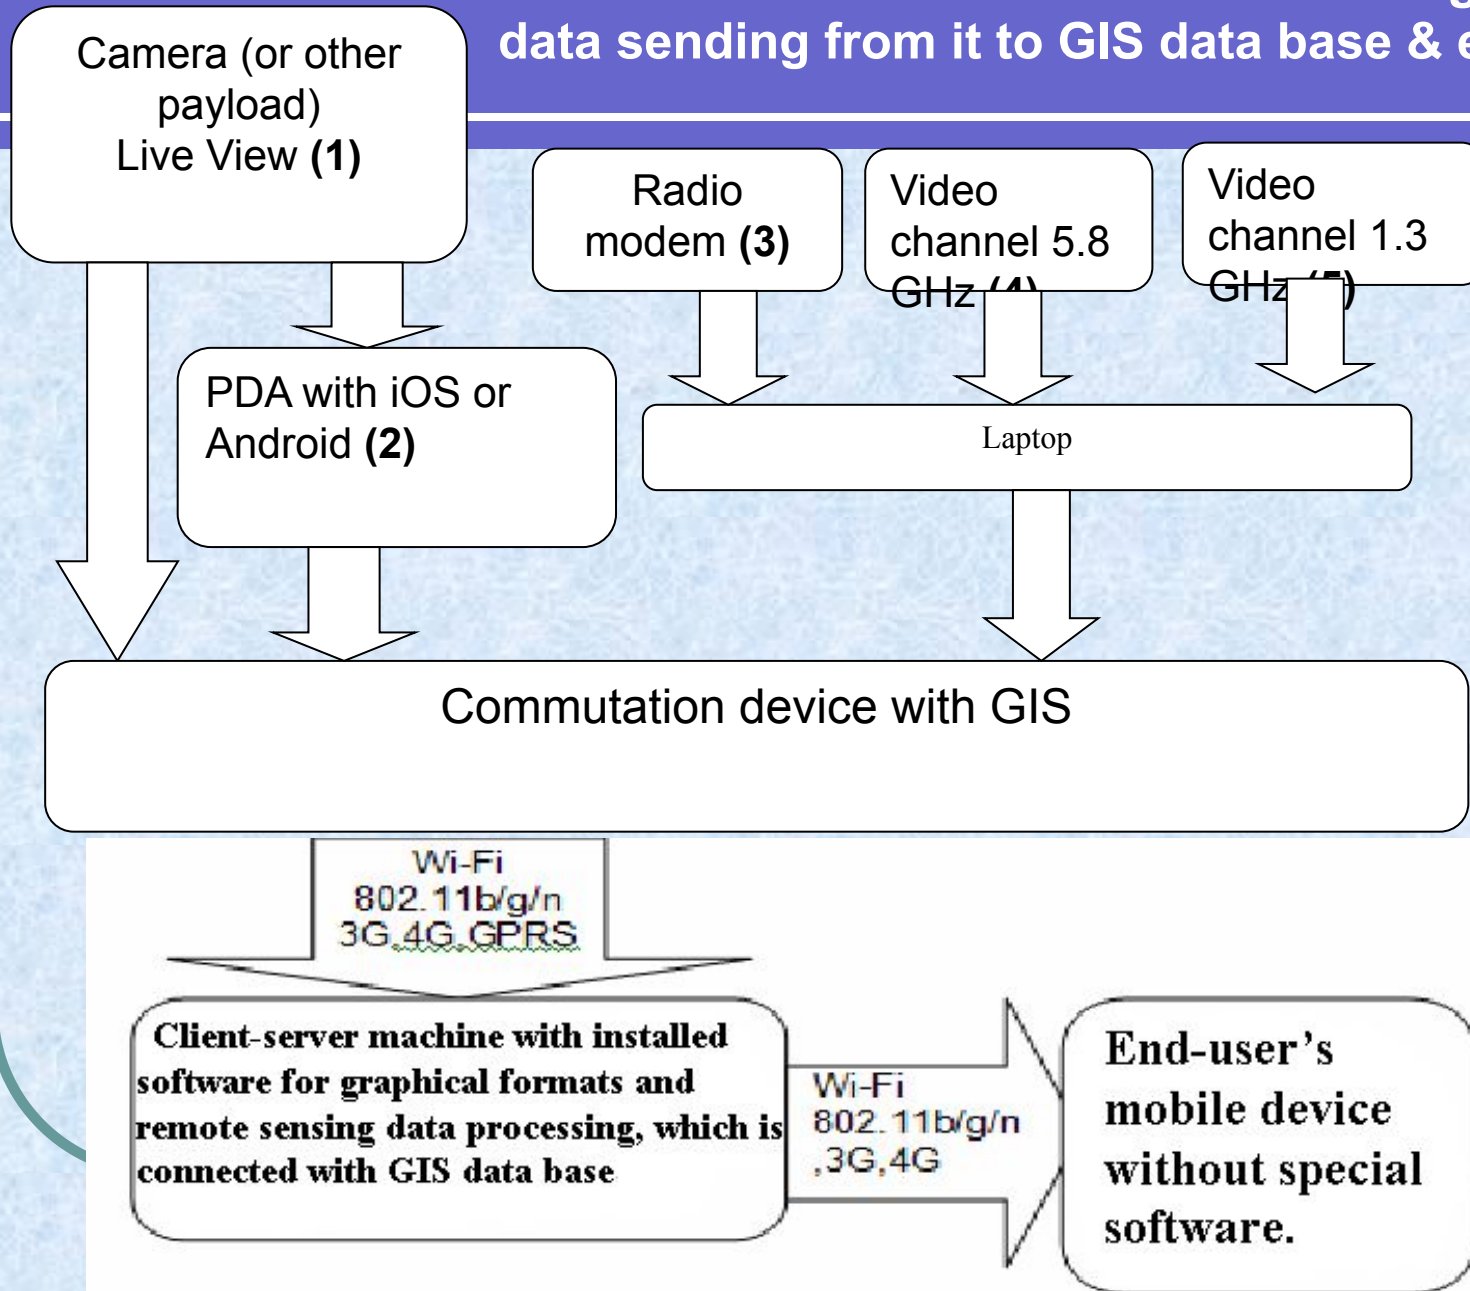 data sending from it to GIS data base &
Camera (or other
payload)
Live View (1)
Radio
modem (3)
Video
channel 5.8
GHz (4)
Video
channel 1.3
GHz (5)
PDA with iOS or
Android (2)
Laptop
Commutation device with GIS
Wi-Fi
802.11b/g/n
3G,4G,GPRS
Client-server machine with installed
software for graphical formats and
remote sensing data processing, which is
connected with GIS data base
Wi-Fi
802.11b/g/n
,3G,4G
End-user’s
mobile device
without special
software.